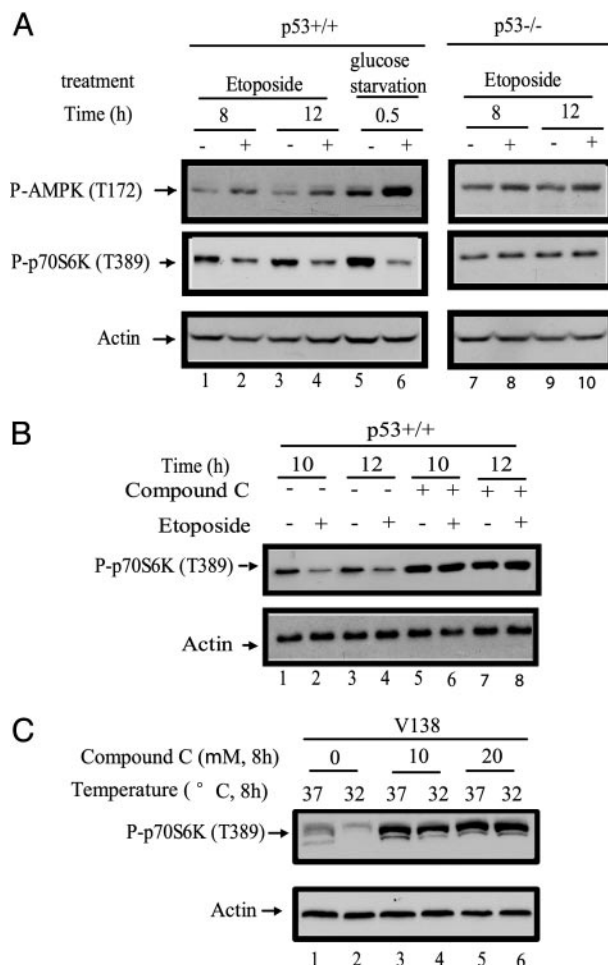 A
p53+/+ p53-/-
treatment Etoposide glucose starvation Etoposide
Time (h) 8 12 0.5 8 12
- + - + - + - + - +
P-AMPK (T172)
P-p70S6K (T389)
Actin
1 2 3 4 5 6 7 8 9 10
B
p53+/+
Time (h) 10 12 10 12
Compound C - - - - + + + +
Etoposide - + - + - + - +
P-p70S6K (T389)
Actin
1 2 3 4 5 6 7 8
C
V138
Compound C (mM, 8h) 0 10 20
Temperature ( ° C, 8h) 37 32 37 32 37 32
P-p70S6K (T389)
Actin
1 2 3 4 5 6